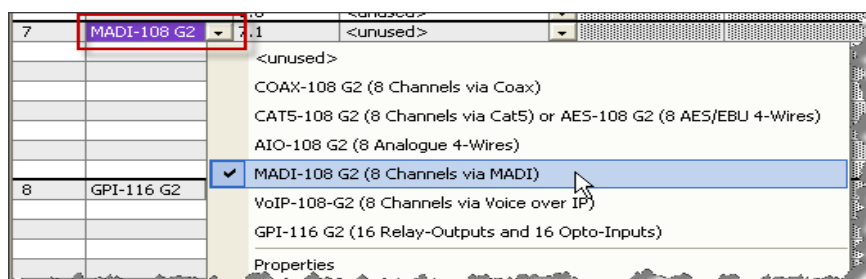 <unused>
7 MADI-108 G2 7.1 <unused>
<unused>
COAX-108 G2 (8 Channels via Coax)
CAT5-108 G2 (8 Channels via Cat5) or AES-108 G2 (8 AES/EBU 4-Wires)
AIO-108 G2 (8 Analogue 4-Wires)
MADI-108 G2 (8 Channels via MADI)
8 GPI-116 G2
VoIP-108-G2 (8 Channels via Voice over IP)
GPI-116 G2 (16 Relay-Outputs and 16 Opto-Inputs)
Properties